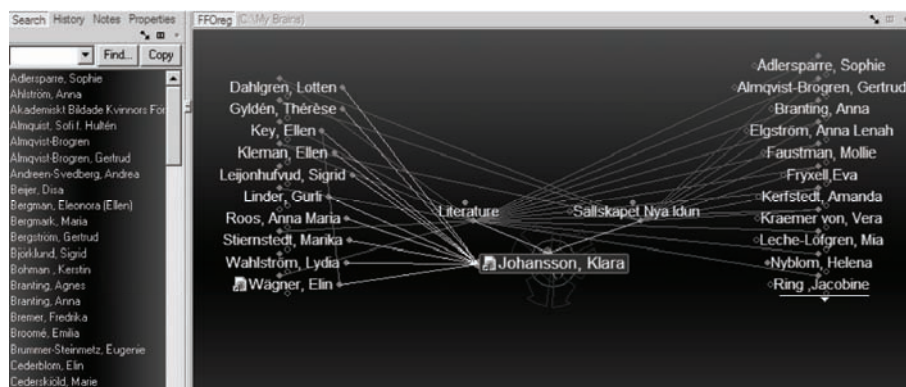 Search History Notes Properties
FFOreg (C:\My Brains)
Find... Copy
Adlersparre, Sophie
Ahlström, Anna
Akademiskt Bildade Kvinnors För
Almquist, Sofi f. Hultén
Almqvist-Brogren
Almqvist-Brogren, Gertrud
Andreen-Svedberg, Andrea
Beijer, Disa
Bergman, Eleonora (Ellen)
Bergmark, Maria
Bergström, Gertrud
Björklund, Sigrid
Bohman , Kerstin
Branting, Agnes
Branting, Anna
Bremer, Fredrika
Broomé, Emilia
Brummer-Steinmetz, Eugenie
Cederblom, Elin
Cederskiöld, Marie
Dahlgren, Lotten
Gyldén, Thérèse
Key, Ellen
Kleman, Ellen
Leijonhufvud, Sigrid
Linder, Gurli
Roos, Anna Maria
Stiernstedt, Marika
Wahlström, Lydia
Wägner, Elin
Literature
Sällskapet Nya Idun
Johansson, Klara
Adlersparre, Sophie
Almqvist-Brogren, Gertrud
Branting, Anna
Elgström, Anna Lenah
Faustman, Mollie
Fryxell,Eva
Kerfstedt, Amanda
Kraemer von, Vera
Leche-Löfgren, Mia
Nyblom, Helena
Ring ,Jacobine